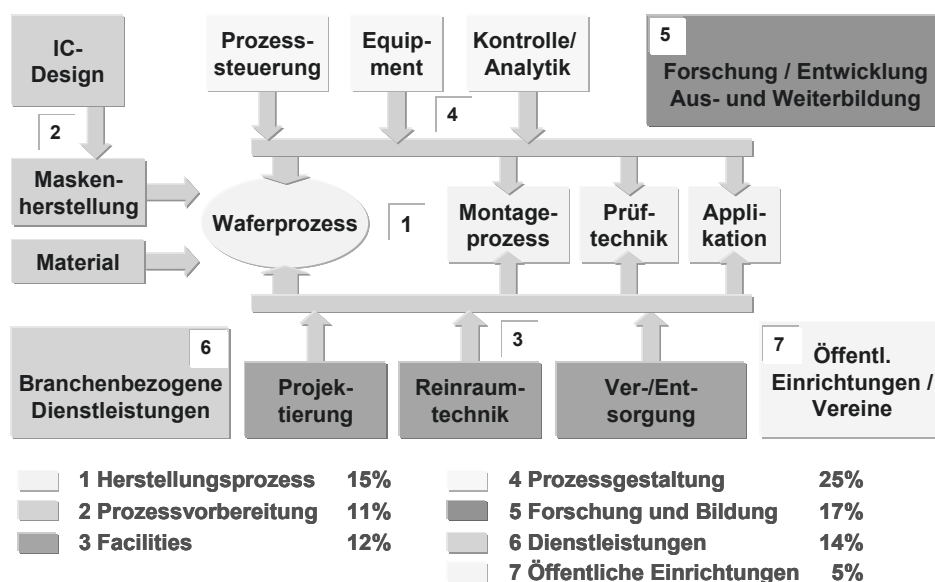 IC-
Design
Prozess-
steuerung
Equip-
ment
Kontrolle/
Analytik
5
Forschung / Entwicklung
Aus- und Weiterbildung
2
4
Masken-
herstellung
Material
Waferprozess
1
Montage-
prozess
Prüf-
technik
Appli-
kation
6
Branchenbezogene
Dienstleistungen
3
Projek-
tierung
Reinraum-
technik
Ver-/Ent-
sorgung
7
Öffentl.
Einrichtungen /
Vereine
1 Herstellungsprozess 15%
2 Prozessvorbereitung 11%
3 Facilities 12%
4 Prozessgestaltung 25%
5 Forschung und Bildung 17%
6 Dienstleistungen 14%
7 Öffentliche Einrichtungen 5%